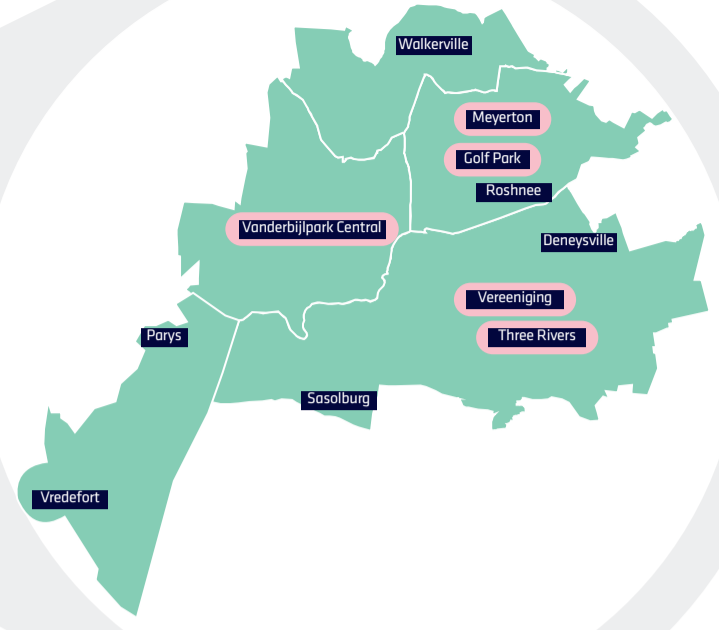 Walkerville
Meyerton
Golf Park
Roshnee
Vanderbijlpark Central
Deneysville
Vereeniging
Three Rivers
Parys
Sasolburg
Vredefort